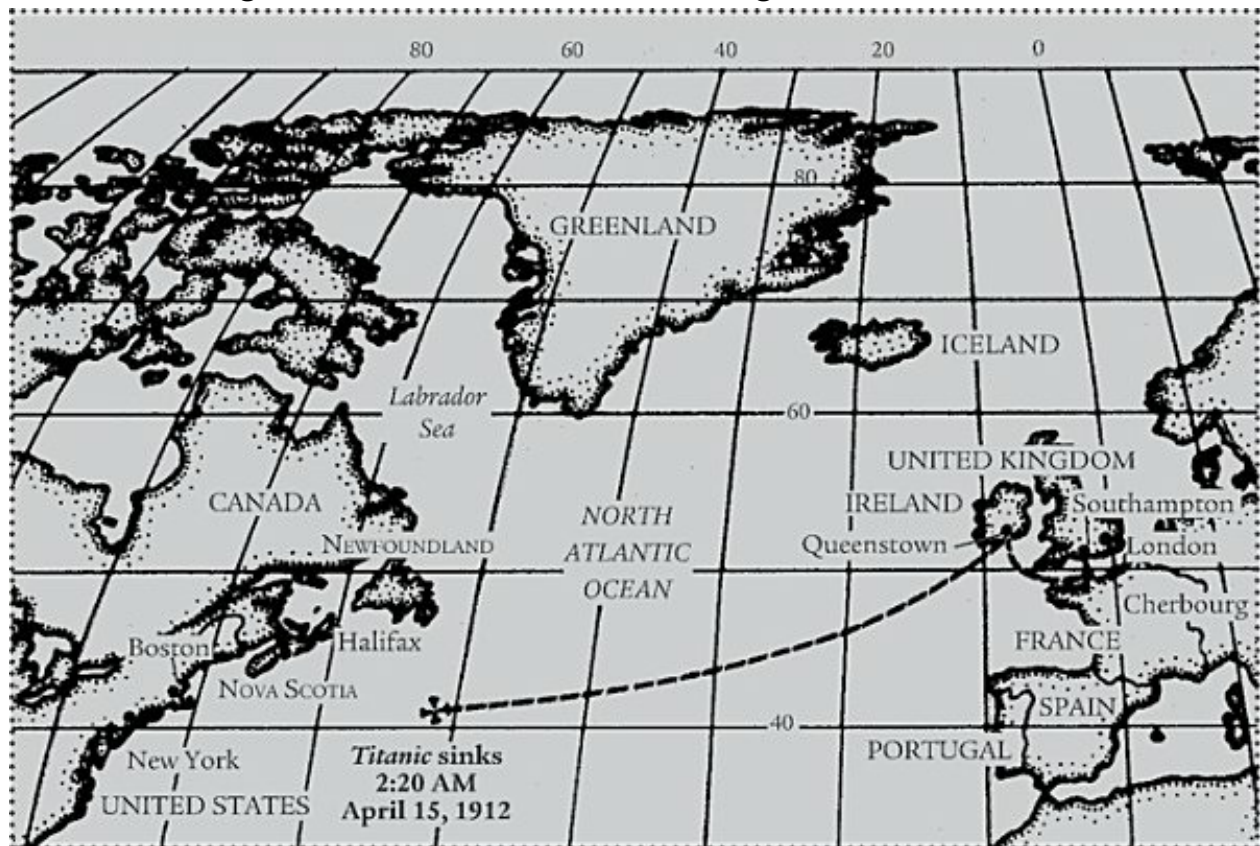 80 60 40 20 0
80
GREENLAND
ICELAND
Labrador
Sea
60
UNITED KINGDOM
CANADA
IRELAND
Southampton
NORTH
ATLANTIC
OCEAN
NEWFOUNDLAND
Queenstown
London
Cherbourg
Boston
Halifax
FRANCE
NOVA SCOTIA
SPAIN
40
PORTUGAL
New York
Titanic sinks
2:20 AM
April 15, 1912
UNITED STATES